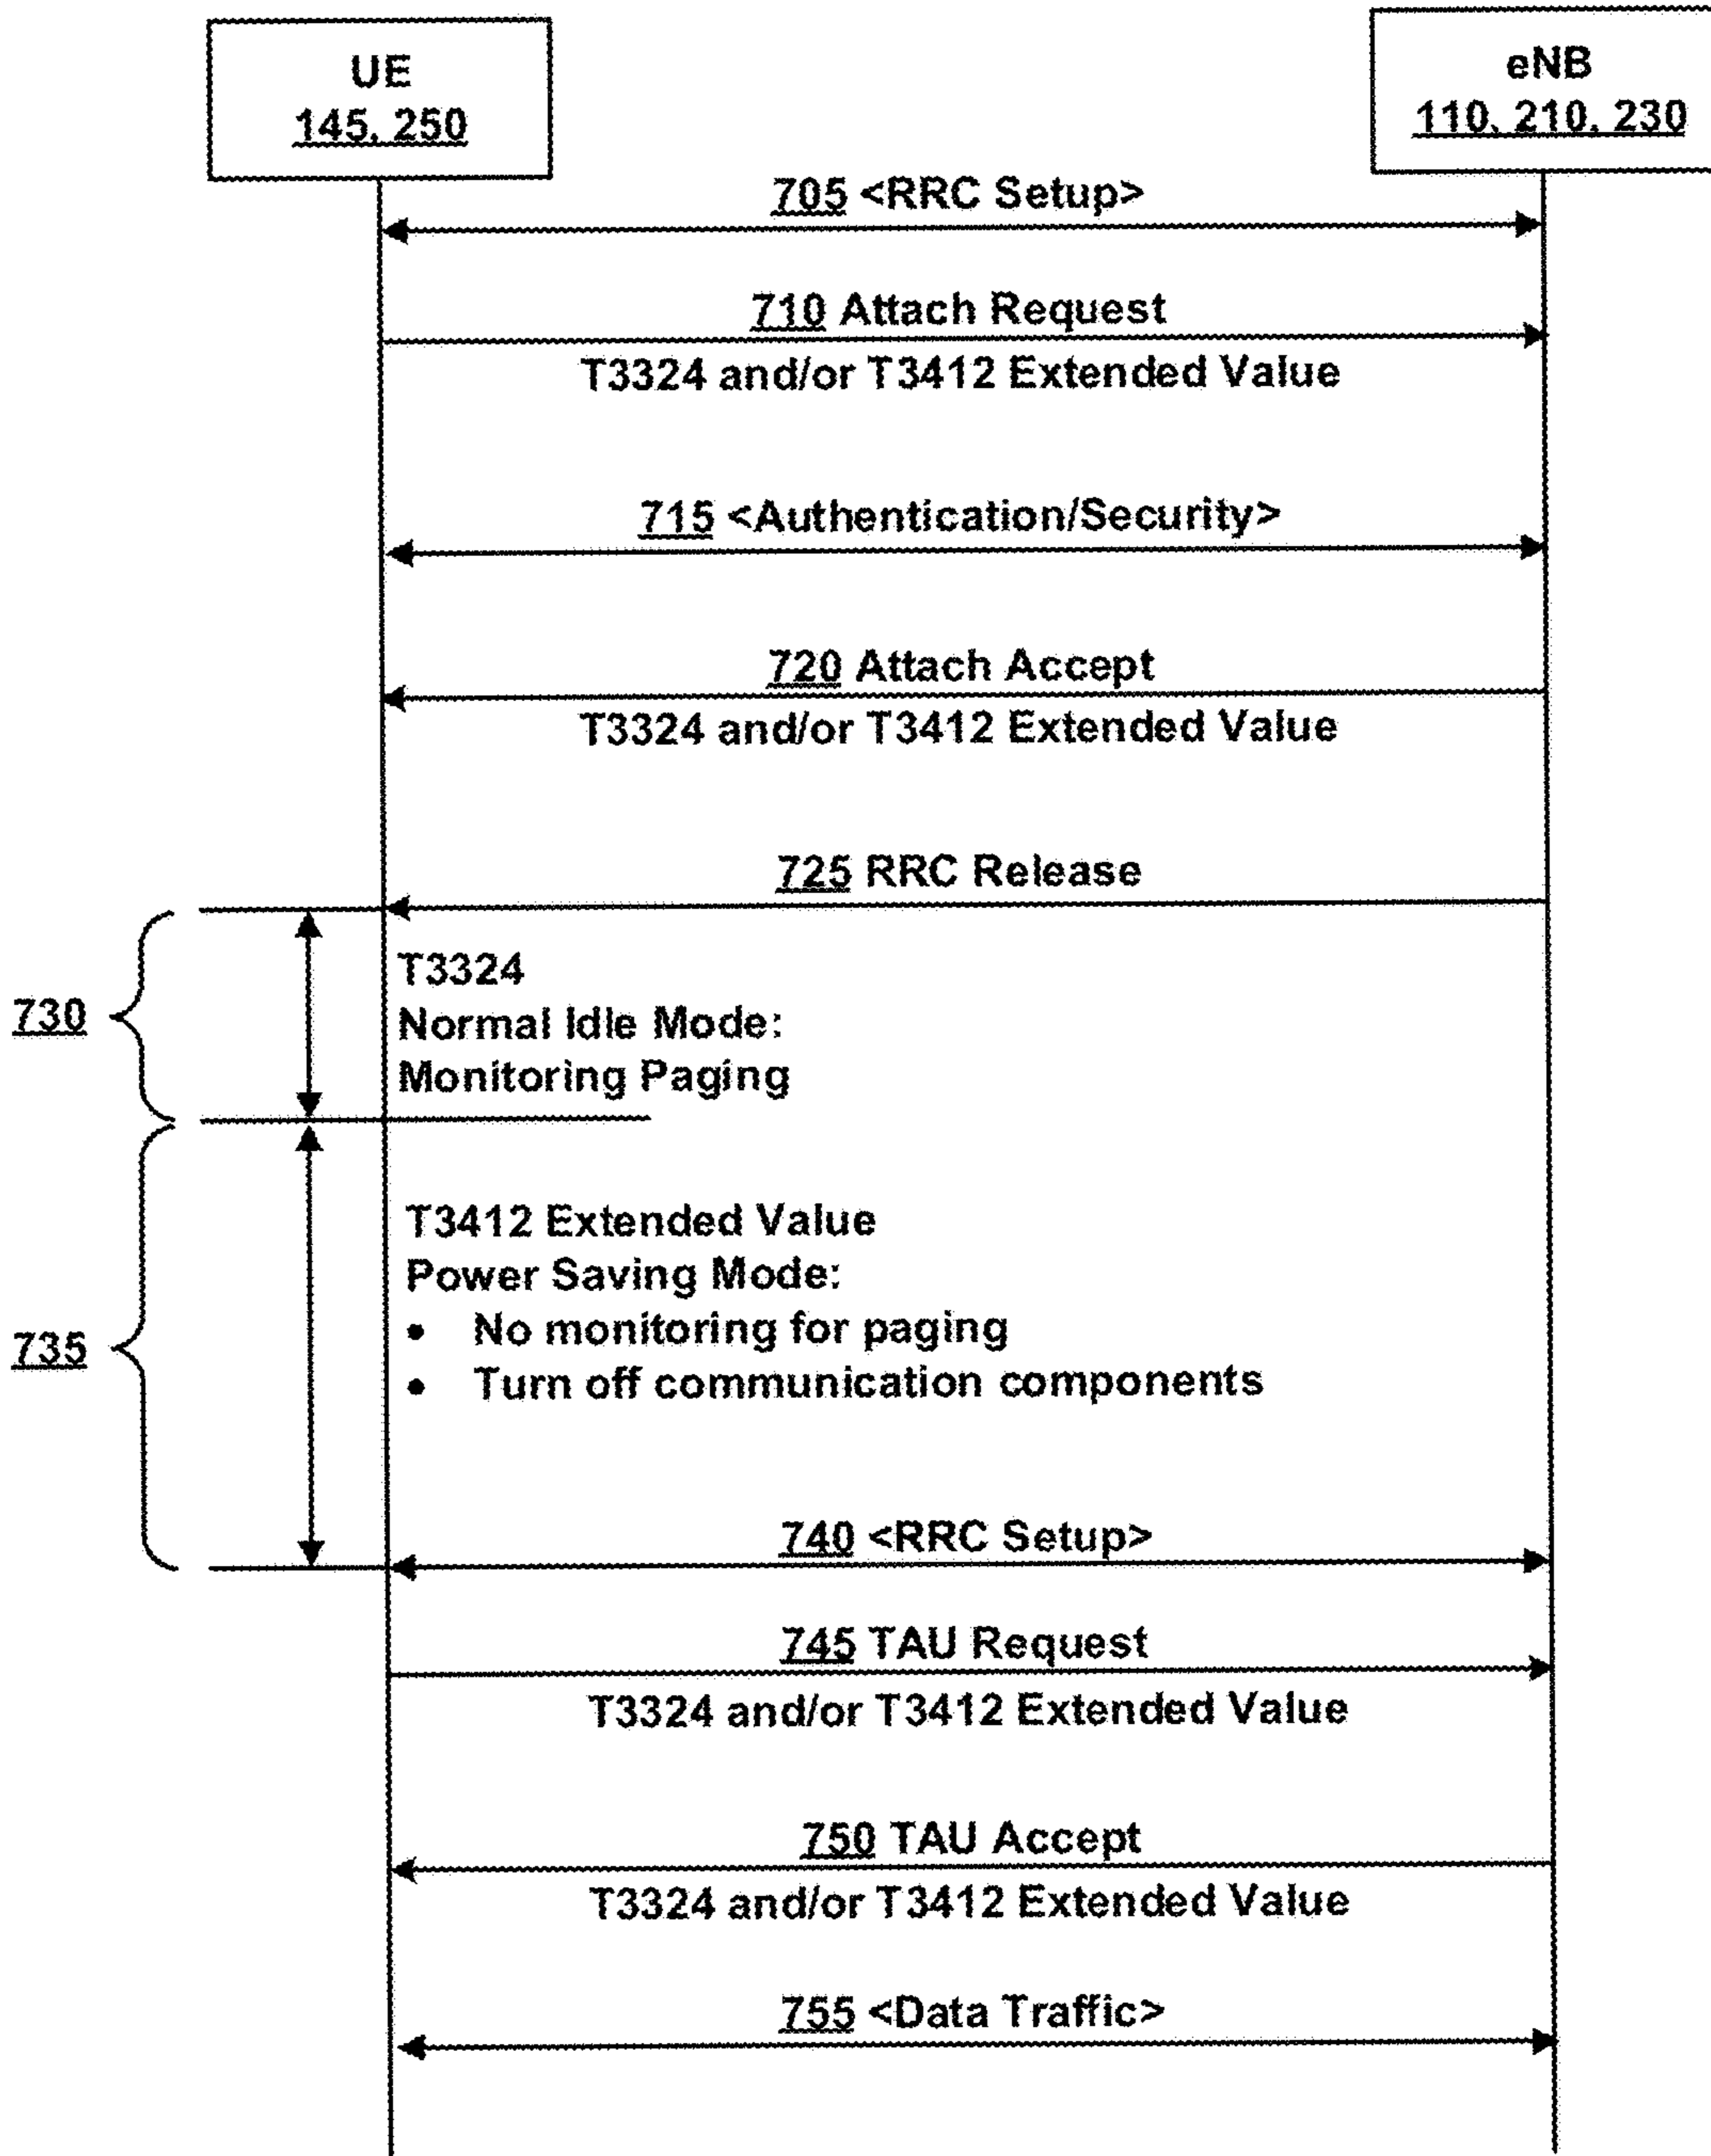 UE
145, 250
eNB
110, 210, 230
705 <RRC Setup>
710 Attach Request
T3324 and/or T3412 Extended Value
715 <Authentication/Security>
720 Attach Accept
T3324 and/or T3412 Extended Value
725 RRC Release
730
T3324
Normal Idle Mode:
Monitoring Paging
735
T3412 Extended Value
Power Saving Mode:
• No monitoring for paging
• Turn off communication components
740 <RRC Setup>
745 TAU Request
T3324 and/or T3412 Extended Value
750 TAU Accept
T3324 and/or T3412 Extended Value
755 <Data Traffic>